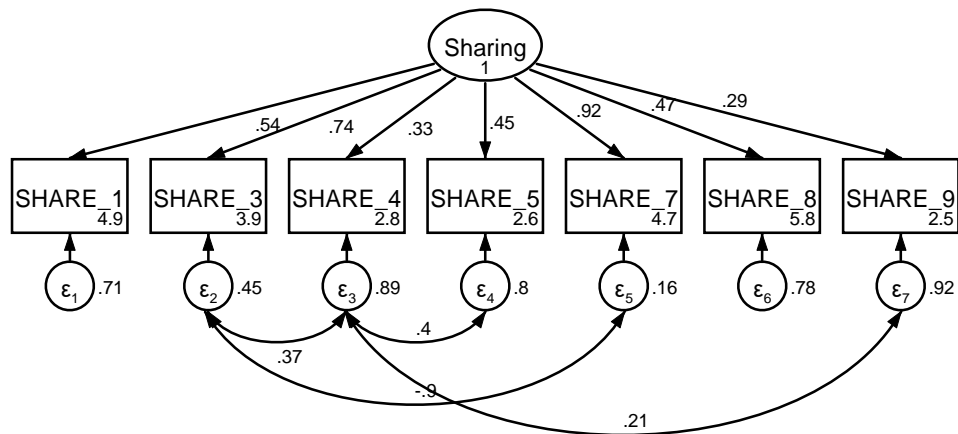 Sharing
1
.54
.74
.33
.45
.92
.47
.29
SHARE_1
4.9
SHARE_3
3.9
SHARE_4
2.8
SHARE_5
2.6
SHARE_7
4.7
SHARE_8
5.8
SHARE_9
2.5
ε1 .71
ε2 .45
ε3 .89
ε4 .8
ε5 .16
ε6 .78
ε7 .92
.37
.4
-.9
.21